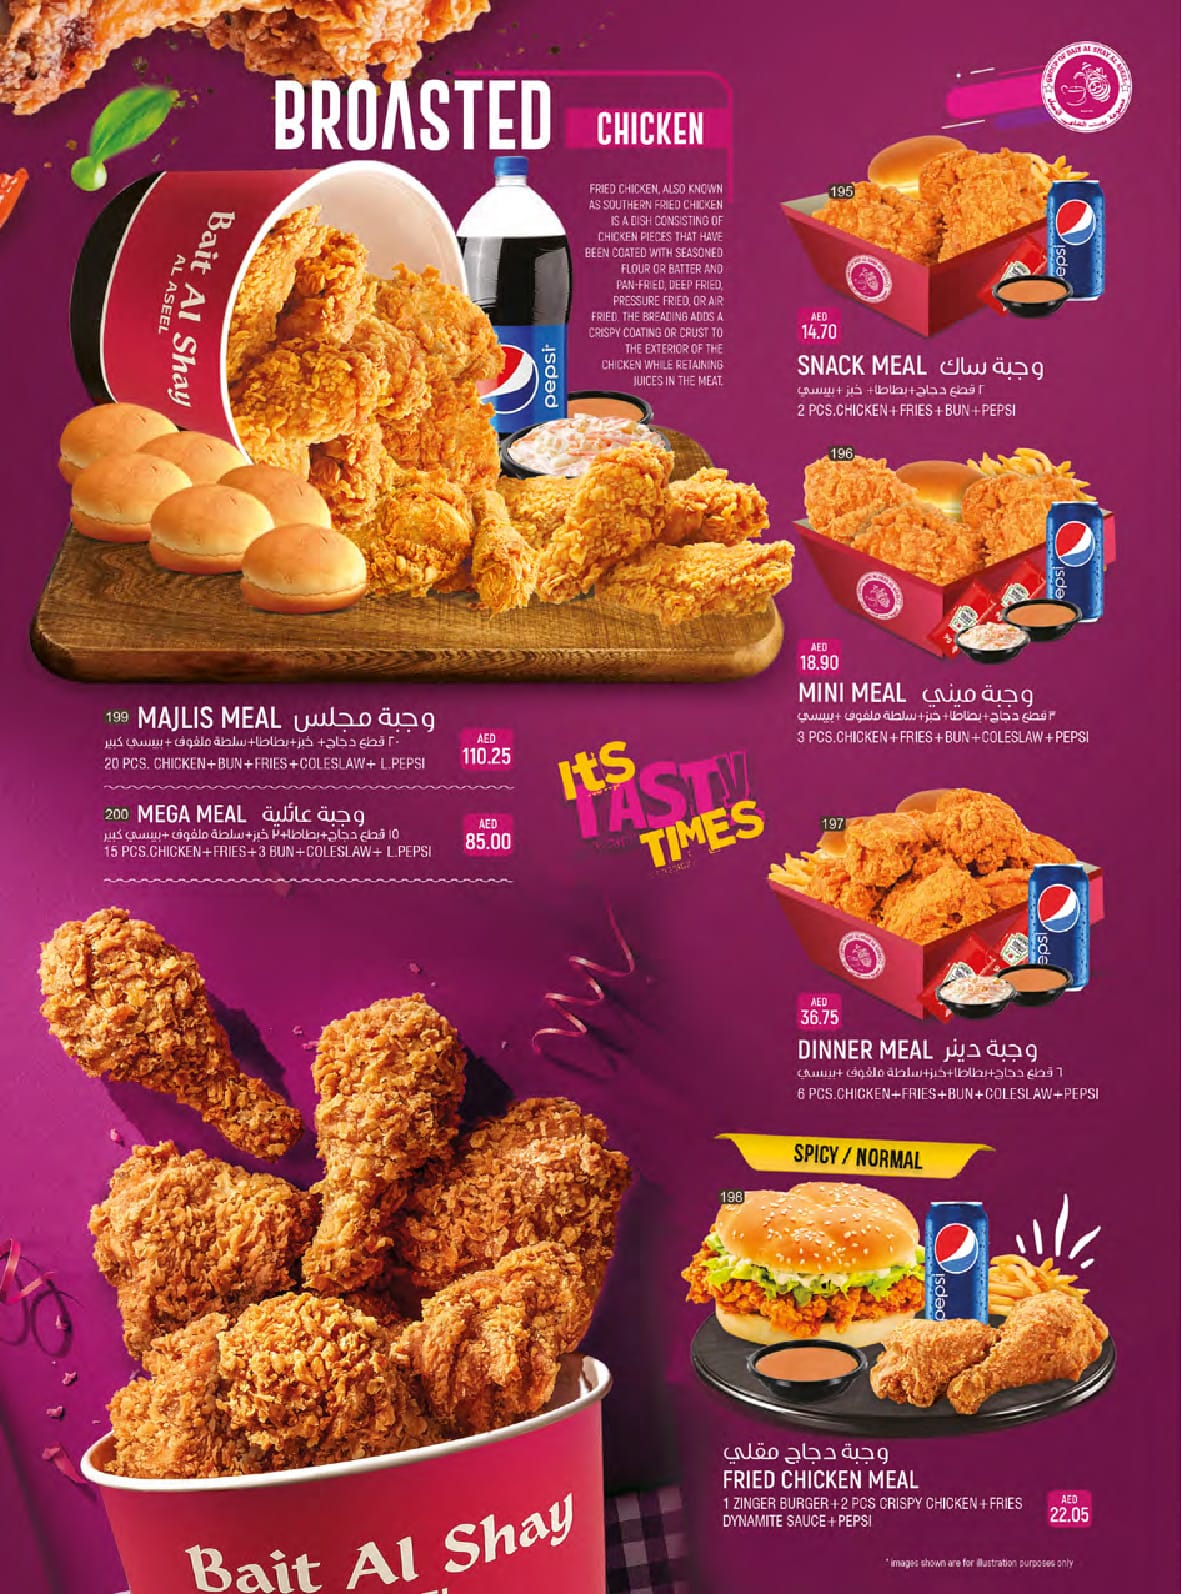 BROASTED
CHICKEN
FRIED CHICKEN, ALSO KNOWN
AS SOUTHERN FRIED CHICKEN
IS A DISH CONSISTING OF
CHICKEN PIECES THAT HAVE
BEEN COATED WITH SEASONED
FLOUR OR BATTER AND
PAN-FRIED, DEEP FRIED,
PRESSURE FRIED, OR AIR
FRIED. THE BREADING ADDS A
CRISPY COATING OR CRUST TO
THE EXTERIOR OF THE
CHICKEN WHILE RETAINING
JUICES IN THE MEAT.
Bait Al Shay
AL ASEEL
pepsi
199 MAJLIS MEAL وجبة مجلس
٢٠ قطع دجاج+ خبز+بطاطا+سلطة ملفوف+بيبسي كبير
20 PCS. CHICKEN+BUN+FRIES+COLESLAW+ L.PEPSI
AED
110.25
200 MEGA MEAL وجبة عائلية
١٥ قطع دجاج+بطاطا+٣ خبز+سلطة ملفوف+بيبسي كبير
15 PCS.CHICKEN+FRIES+3 BUN+COLESLAW+ L.PEPSI
AED
85.00
ITS
TASTY
TIMES
195
pepsi
AED
14.70
SNACK MEAL وجبة ساك
٢ قطع دجاج+بطاطا+ خبز+بيبسي
2 PCS.CHICKEN+FRIES+BUN+PEPSI
196
pepsi
AED
18.90
MINI MEAL وجبة ميني
٣ قطع دجاج+بطاطا+خبز+سلطة ملفوف+بيبسي
3 PCS.CHICKEN+FRIES+BUN+COLESLAW+PEPSI
197
epsi
AED
36.75
DINNER MEAL وجبة دينر
٦ قطع دجاج+بطاطا+خبز+سلطة ملفوف+بيبسي
6 PCS.CHICKEN+FRIES+BUN+COLESLAW+PEPSI
SPICY / NORMAL
198
pepsi
وجبة دجاج مقلي
FRIED CHICKEN MEAL
1 ZINGER BURGER+2 PCS CRISPY CHICKEN+FRIES
DYNAMITE SAUCE+PEPSI
AED
22.05
Bait Al Shay
* images shown are for illustration purposes only